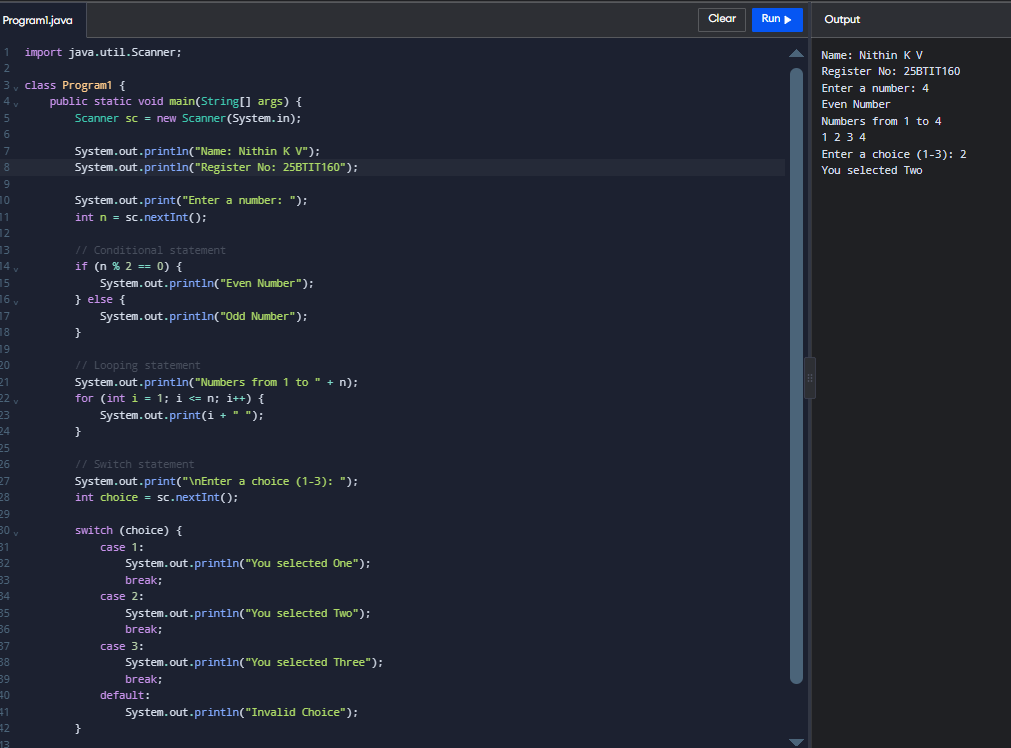 Program1.java
Clear
Run
Output
1 import java.util.Scanner;
2
3 class Program1 {
4 public static void main(String[] args) {
5 Scanner sc = new Scanner(System.in);
6
7 System.out.println("Name: Nithin K V");
8 System.out.println("Register No: 25BTIT160");
9
10 System.out.print("Enter a number: ");
11 int n = sc.nextInt();
12
13 // Conditional statement
14 if (n % 2 == 0) {
15 System.out.println("Even Number");
16 } else {
17 System.out.println("Odd Number");
18 }
19
20 // Looping statement
21 System.out.println("Numbers from 1 to " + n);
22 for (int i = 1; i <= n; i++) {
23 System.out.print(i + " ");
24 }
25
26 // Switch statement
27 System.out.print("\nEnter a choice (1-3): ");
28 int choice = sc.nextInt();
29
30 switch (choice) {
31 case 1:
32 System.out.println("You selected One");
33 break;
34 case 2:
35 System.out.println("You selected Two");
36 break;
37 case 3:
38 System.out.println("You selected Three");
39 break;
40 default:
41 System.out.println("Invalid Choice");
42 }
43
Name: Nithin K V
Register No: 25BTIT160
Enter a number: 4
Even Number
Numbers from 1 to 4
1 2 3 4
Enter a choice (1-3): 2
You selected Two